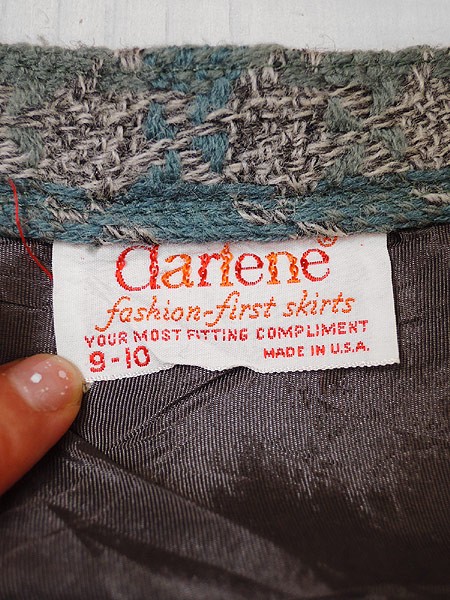 darlene®
fashion-first skirts
YOUR MOST FITTING COMPLIMENT
9-10 MADE IN U.S.A.